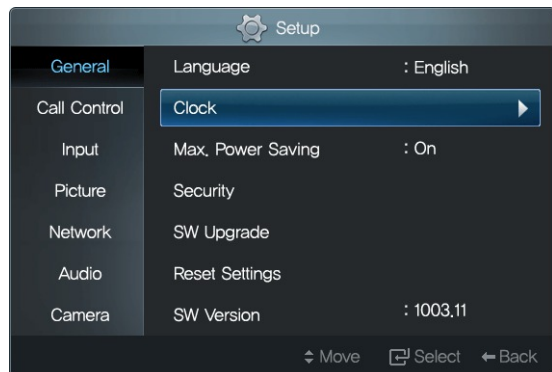 Setup
General
Call Control
Input
Picture
Network
Audio
Camera
Language : English
Clock
Max. Power Saving : On
Security
SW Upgrade
Reset Settings
SW Version : 1003.11
Move Select Back